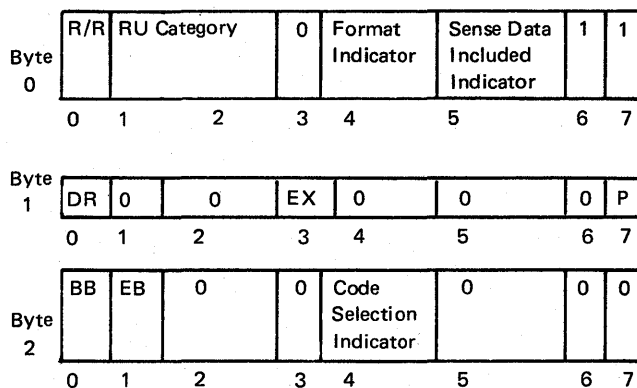 R/R RU Category 0 Format Indicator Sense Data Included Indicator 1 1
Byte 0
0 1 2 3 4 5 6 7
Byte 1
DR 0 0 EX 0 0 0 P
0 1 2 3 4 5 6 7
BB EB 0 0 Code Selection Indicator 0 0 0
Byte 2
0 1 2 3 4 5 6 7